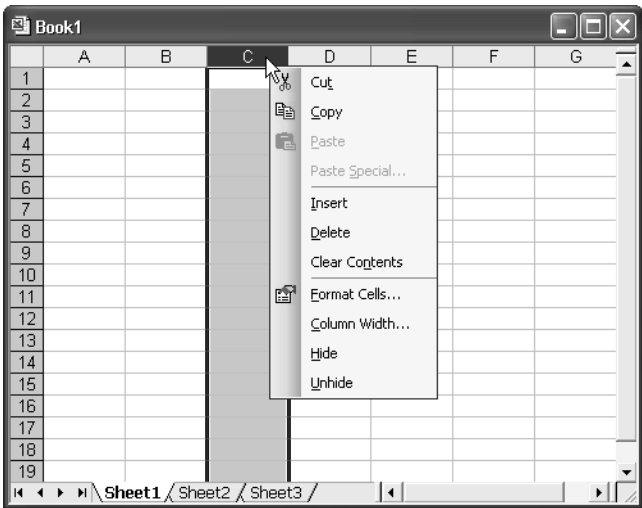 Book1
A B C D E F G
1
Cut
2
Copy
3
4
Paste
5
Paste Special...
6
7
Insert
8
Delete
9
Clear Contents
10
11
Format Cells...
12
Column Width...
13
14
Hide
15
Unhide
16
17
18
19
Sheet1 / Sheet2 / Sheet3 /